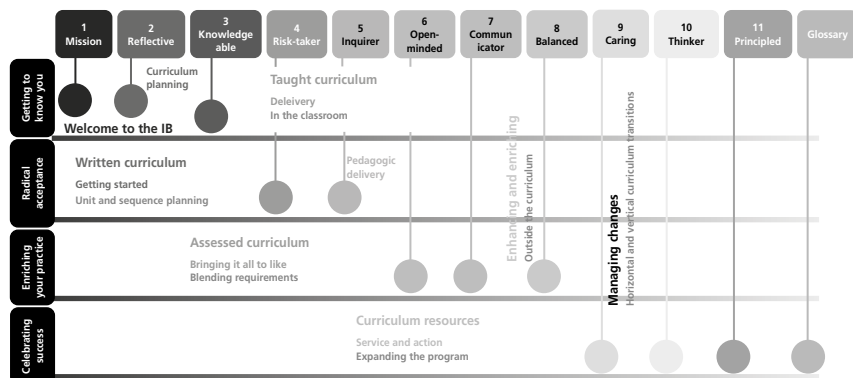 1
Mission
2
Reflective
3
Knowledge
able
4
Risk-taker
5
Inquirer
6
Open-
minded
7
Commun
icator
8
Balanced
9
Caring
10
Thinker
11
Principled
Glossary
Getting to
know you
Curriculum
planning
Welcome to the IB
Taught curriculum
Deleivery
In the classroom
Radical
acceptance
Written curriculum
Getting started
Unit and sequence planning
Pedagogic
delivery
Enhancing and enriching
Outside the curriculum
Managing changes
Horizontal and vertical curriculum transitions
Enriching
your practice
Assessed curriculum
Bringing it all to like
Blending requirements
Celebrating
success
Curriculum resources
Service and action
Expanding the program